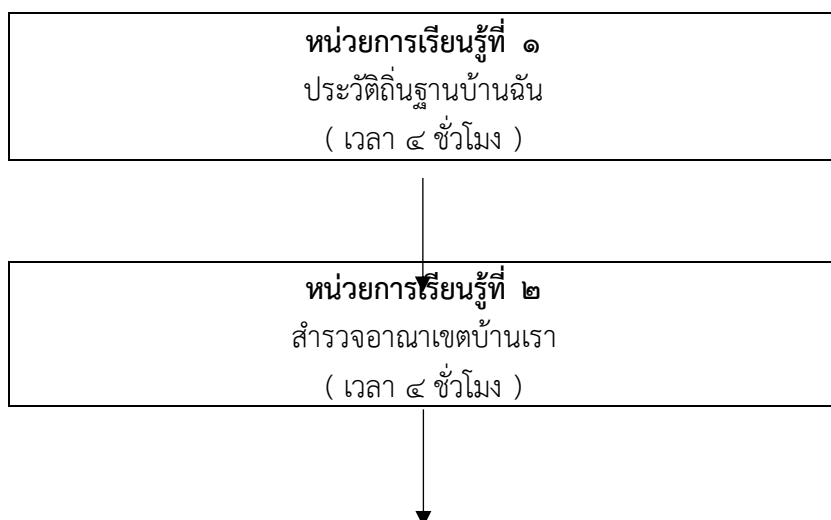 หน่วยการเรียนรู้ที่ ๑
ประวัติถิ่นฐานบ้านฉัน
( เวลา ๔ ชั่วโมง )
หน่วยการเรียนรู้ที่ ๒
สำรวจอาณาเขตบ้านเรา
( เวลา ๔ ชั่วโมง )